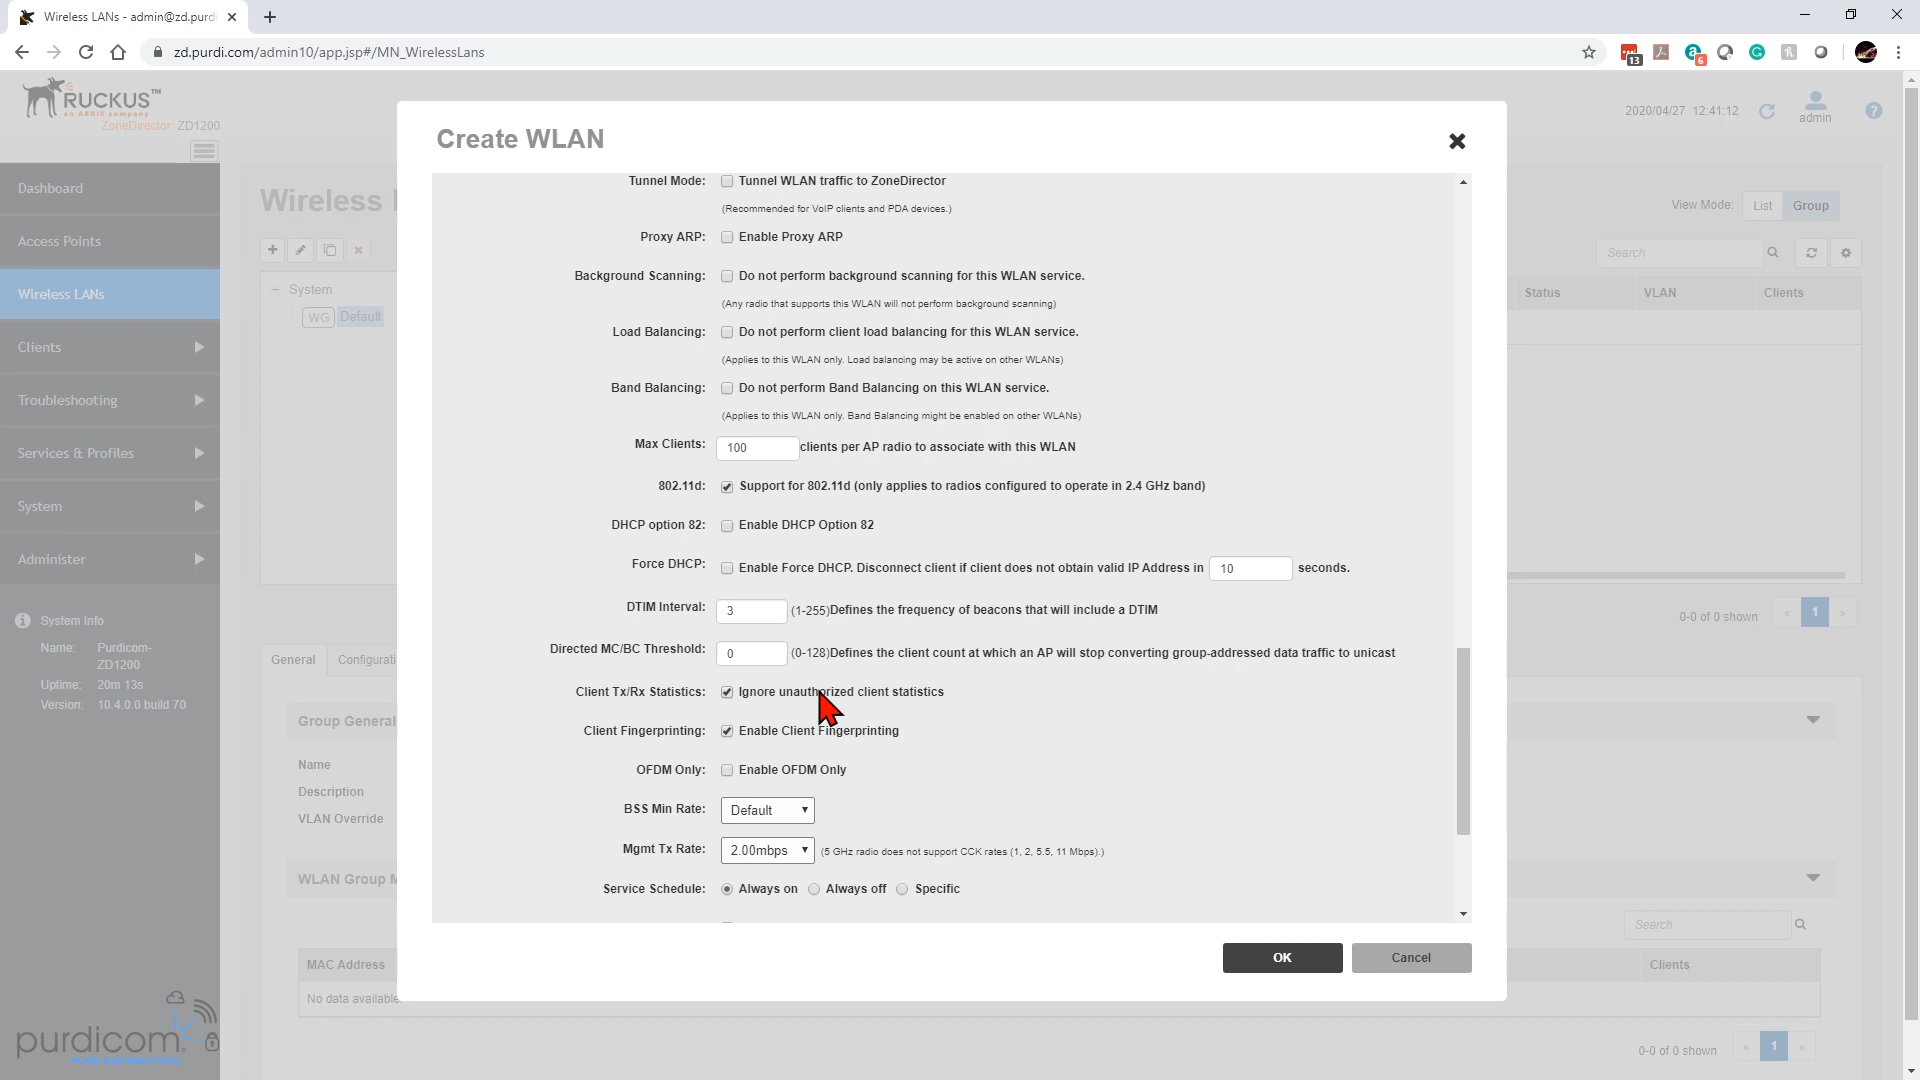 Wireless LANs - admin@zd.purdi
zd.purdi.com/admin10/app.jsp#/MN_WirelessLans
13
6
RUCKUS™
an ARRIS company
ZoneDirector ZD1200
2020/04/27 12:41:12
admin
Dashboard
Access Points
Wireless LANs
Clients
Troubleshooting
Services & Profiles
System
Administer
System Info
Name: Purdicom-
ZD1200
Uptime: 20m 13s
Version: 10.4.0.0 build 70
purdicom
Wireless
View Mode: List Group
Search
System
WG Default
Status VLAN Clients
0-0 of 0 shown « 1 »
General Configurati
Group General
Name
Description
VLAN Override
WLAN Group M
Search
MAC Address
Clients
No data available
0-0 of 0 shown « 1 »
Create WLAN
Tunnel Mode: Tunnel WLAN traffic to ZoneDirector
(Recommended for VoIP clients and PDA devices.)
Proxy ARP: Enable Proxy ARP
Background Scanning: Do not perform background scanning for this WLAN service.
(Any radio that supports this WLAN will not perform background scanning)
Load Balancing: Do not perform client load balancing for this WLAN service.
(Applies to this WLAN only. Load balancing may be active on other WLANs)
Band Balancing: Do not perform Band Balancing on this WLAN service.
(Applies to this WLAN only. Band Balancing might be enabled on other WLANs)
Max Clients: 100 clients per AP radio to associate with this WLAN
802.11d: Support for 802.11d (only applies to radios configured to operate in 2.4 GHz band)
DHCP option 82: Enable DHCP Option 82
Force DHCP: Enable Force DHCP. Disconnect client if client does not obtain valid IP Address in 10 seconds.
DTIM Interval: 3 (1-255)Defines the frequency of beacons that will include a DTIM
Directed MC/BC Threshold: 0 (0-128)Defines the client count at which an AP will stop converting group-addressed data traffic to unicast
Client Tx/Rx Statistics: Ignore unauthorized client statistics
Client Fingerprinting: Enable Client Fingerprinting
OFDM Only: Enable OFDM Only
BSS Min Rate: Default
Mgmt Tx Rate: 2.00mbps (5 GHz radio does not support CCK rates (1, 2, 5.5, 11 Mbps).)
Service Schedule: Always on Always off Specific
OK Cancel